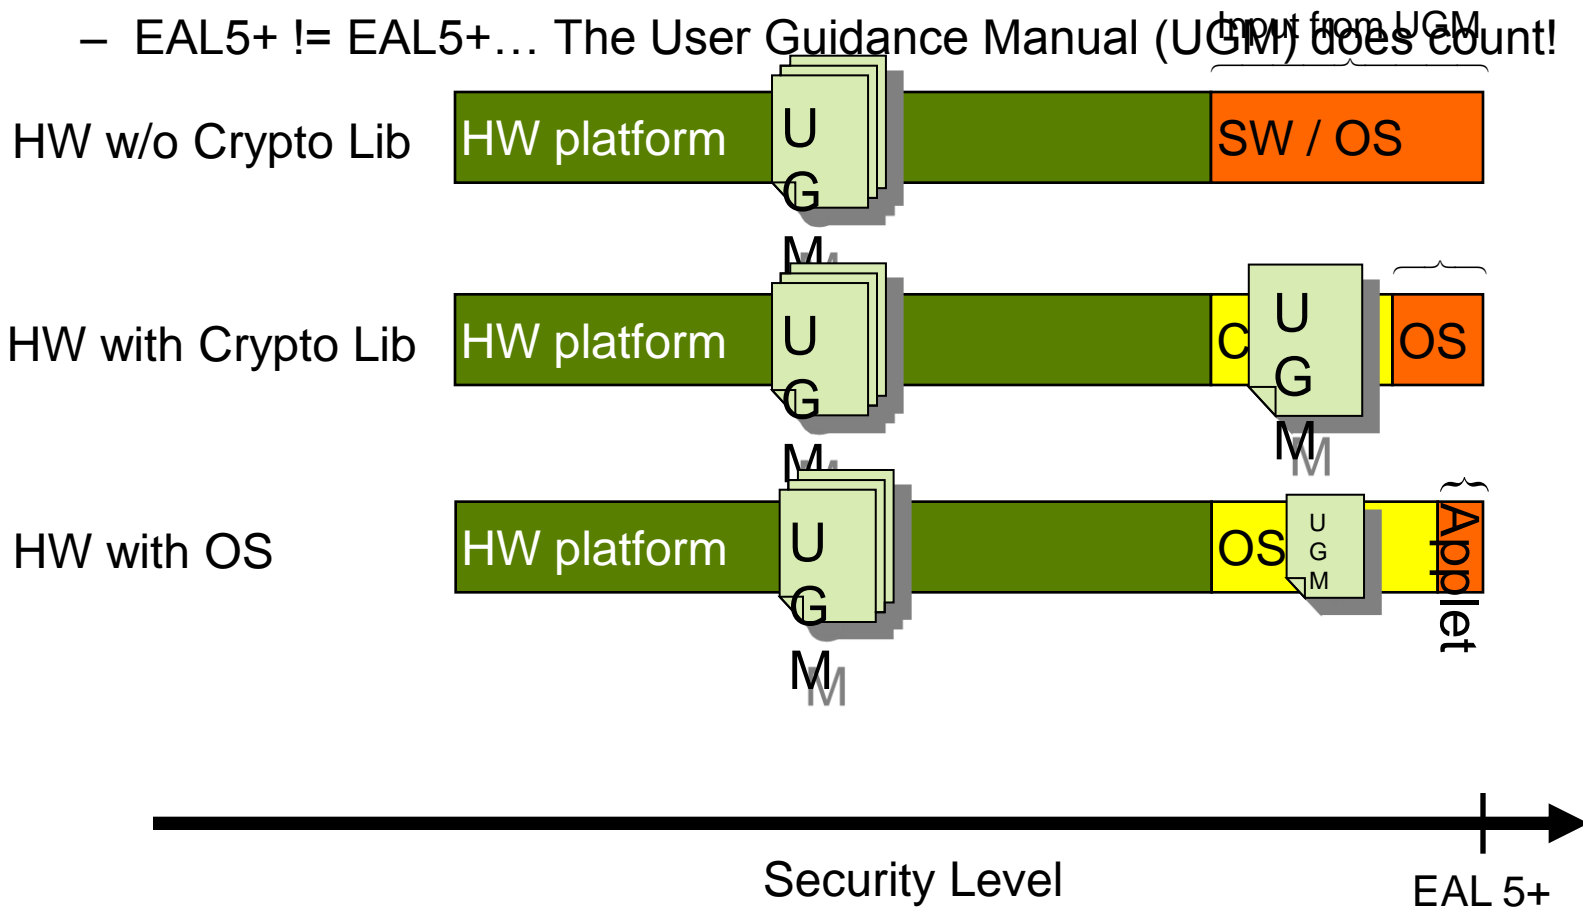 – EAL5+ != EAL5+… The User Guidance Manual (UGM) does count!
Input from UGM
HW w/o Crypto Lib
HW platform
U
G
M
SW / OS
HW with Crypto Lib
HW platform
U
G
M
C
U
G
M
OS
HW with OS
HW platform
U
G
M
OS
U
G
M
Applet
Security Level
EAL 5+